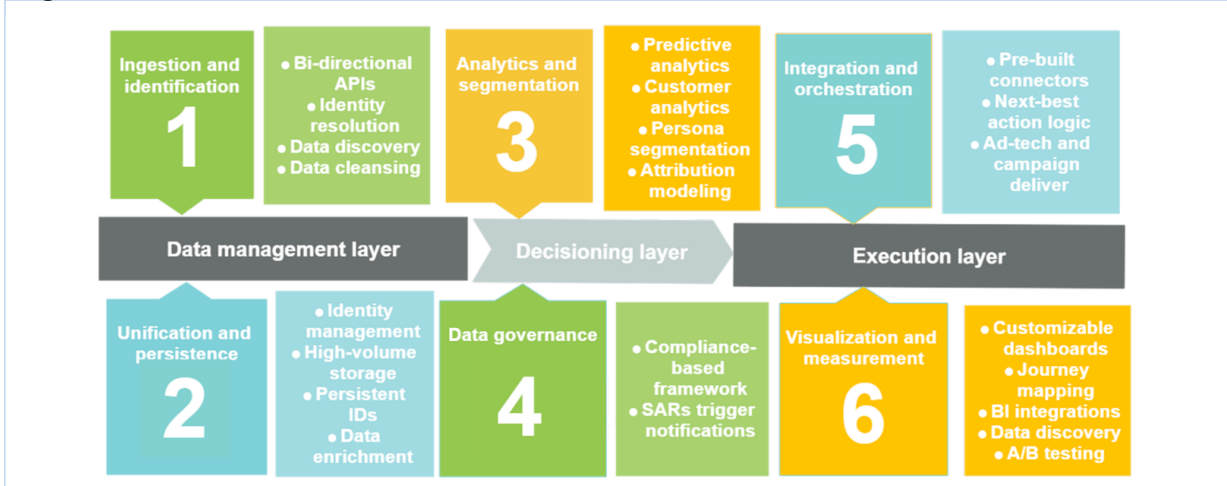 Ingestion and
identification
1
● Bi-directional
APIs
● Identity
resolution
● Data discovery
● Data cleansing
Analytics and
segmentation
3
● Predictive
analytics
● Customer
analytics
● Persona
segmentation
● Attribution
modeling
Integration and
orchestration
5
● Pre-built
connectors
● Next-best
action logic
● Ad-tech and
campaign
deliver
Data management layer
Decisioning layer
Execution layer
Unification and
persistence
2
● Identity
management
● High-volume
storage
● Persistent
IDs
● Data
enrichment
Data governance
4
● Compliance-
based
framework
● SARs trigger
notifications
Visualization and
measurement
6
● Customizable
dashboards
● Journey
mapping
● BI integrations
● Data discovery
● A/B testing